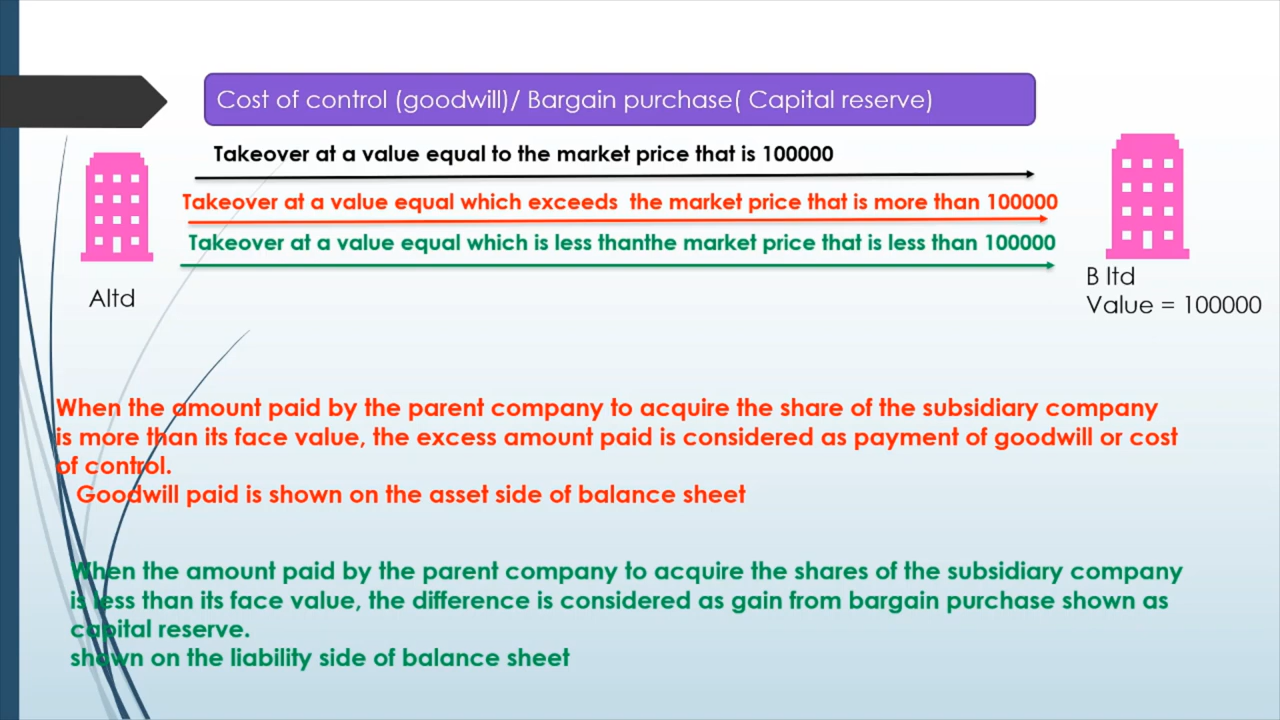 Cost of control (goodwill)/ Bargain purchase( Capital reserve)
Takeover at a value equal to the market price that is 100000
Takeover at a value equal which exceeds  the market price that is more than 100000
Takeover at a value equal which is less thanthe market price that is less than 100000
Altd
B ltd
Value = 100000
When the amount paid by the parent company to acquire the share of the subsidiary company
is more than its face value, the excess amount paid is considered as payment of goodwill or cost
of control.
Goodwill paid is shown on the asset side of balance sheet
When the amount paid by the parent company to acquire the shares of the subsidiary company
is less than its face value, the difference is considered as gain from bargain purchase shown as
capital reserve.
shown on the liability side of balance sheet